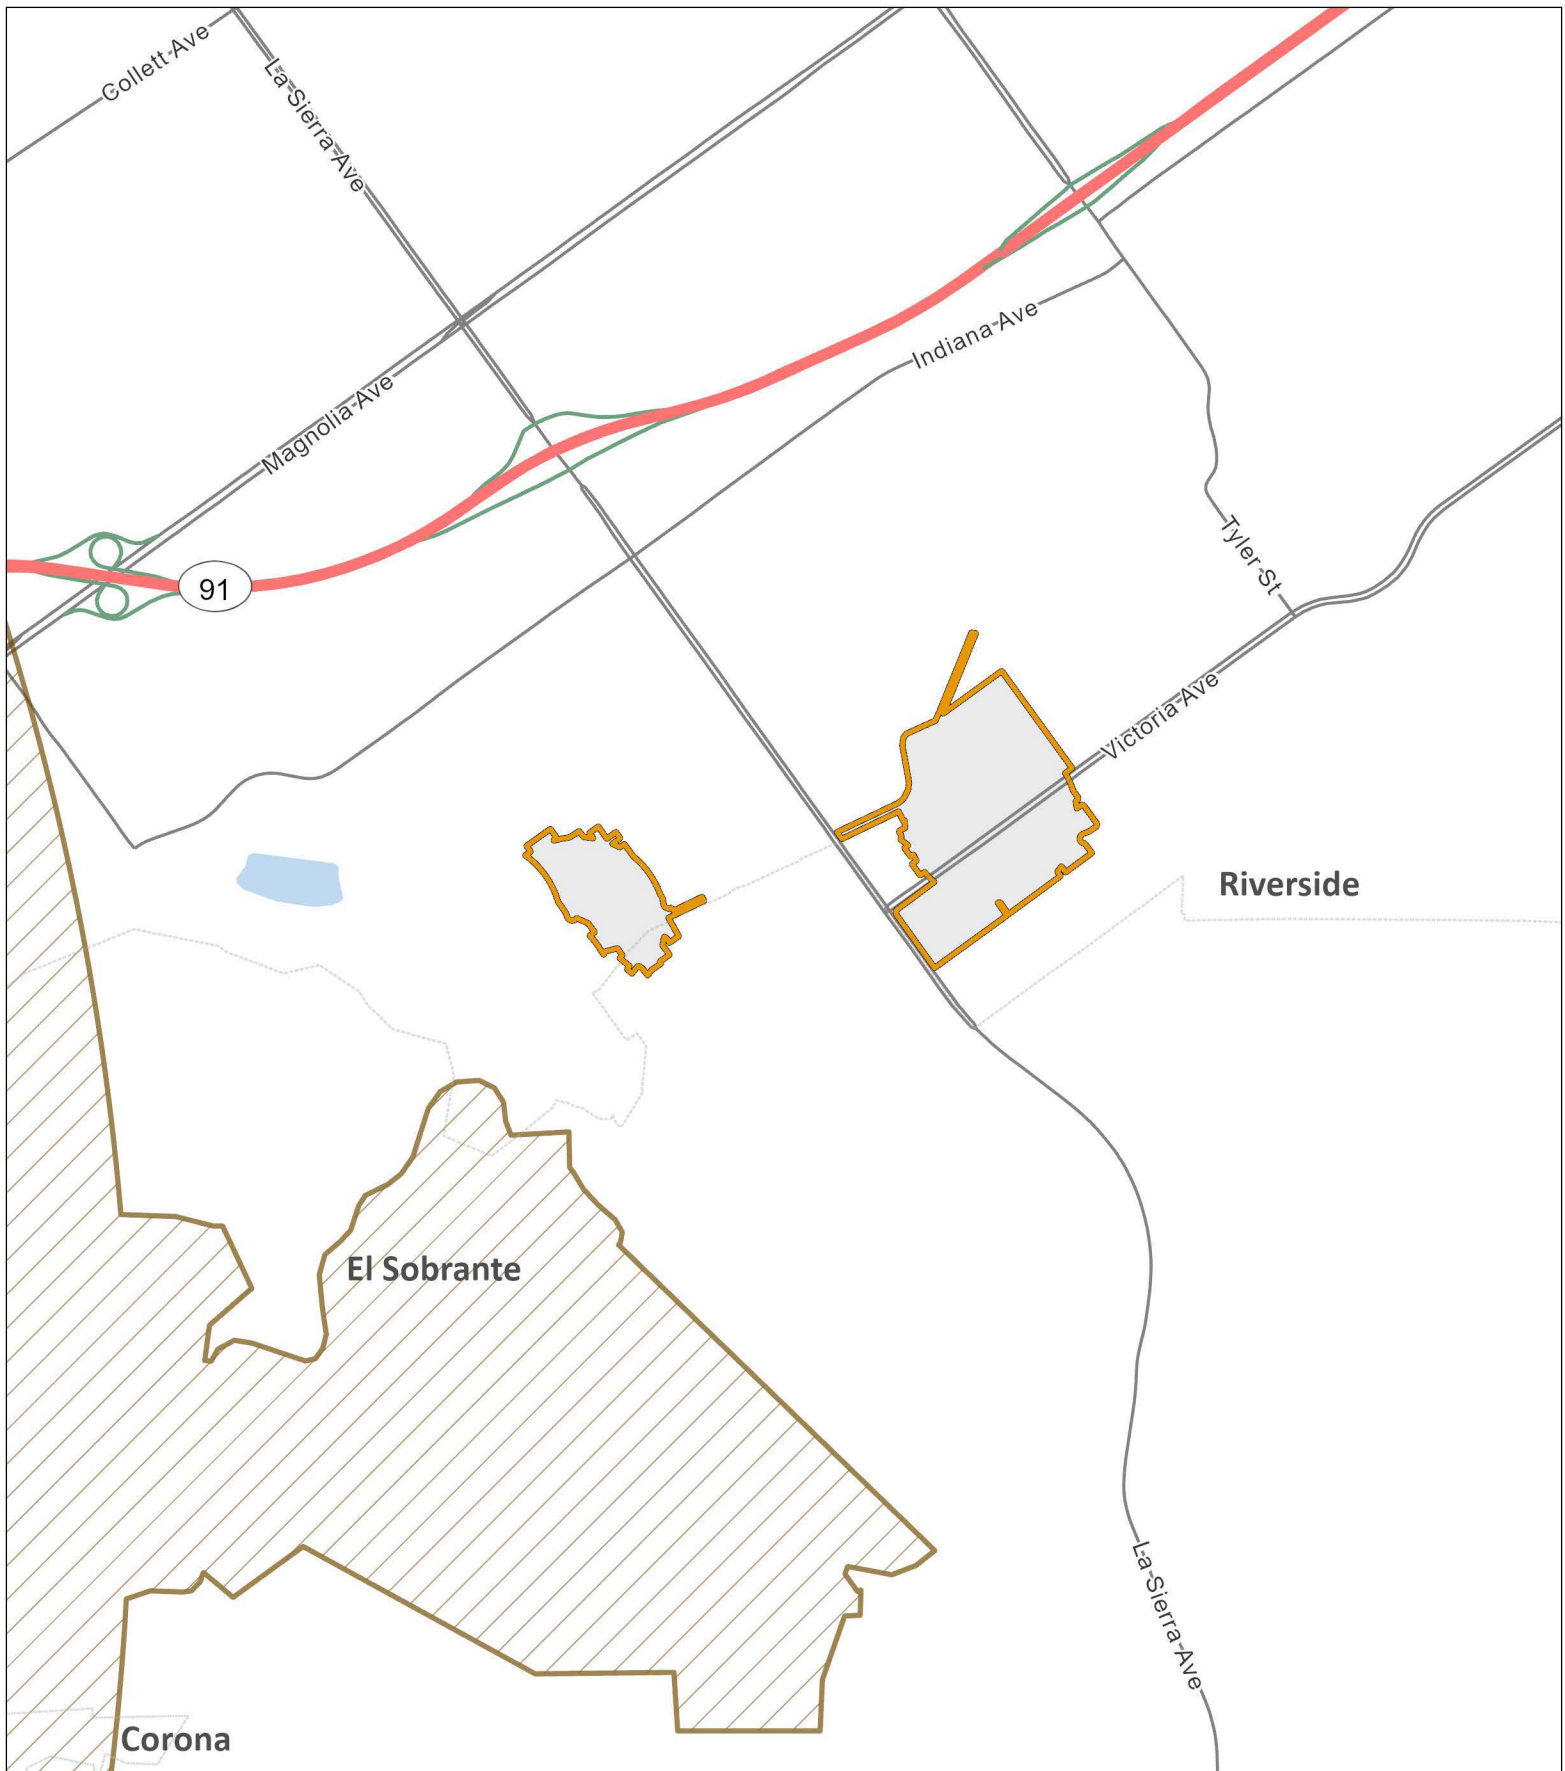 Collett Ave
La Sierra Ave
Indiana Ave
Magnolia Ave
Tyler St
91
Victoria Ave
Riverside
El Sobrante
La Sierra Ave
Corona